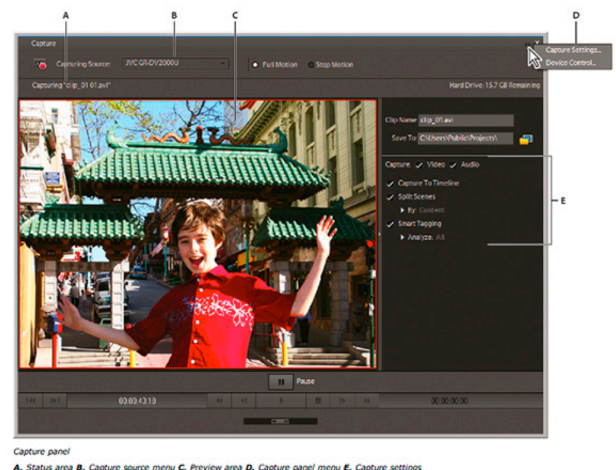 A B C D
Capture
Capture Settings...
Device Control...
Capturing Source: JVC GR-DV2000U Full Motion Stop Motion
Capturing "clip_01 01.avi" Hard Drive: 15.7 GB Remaining
Clip Name: clip_01.avi
Save To: C:\Users\Public\Projects\
Capture Video Audio
Capture To Timeline
Split Scenes
By: Content
Smart Tagging
Analyze: All
E
Pause
00;03;43;10 00;00;00;00
Capture panel
A. Status area B. Capture source menu C. Preview area D. Capture panel menu E. Capture settings